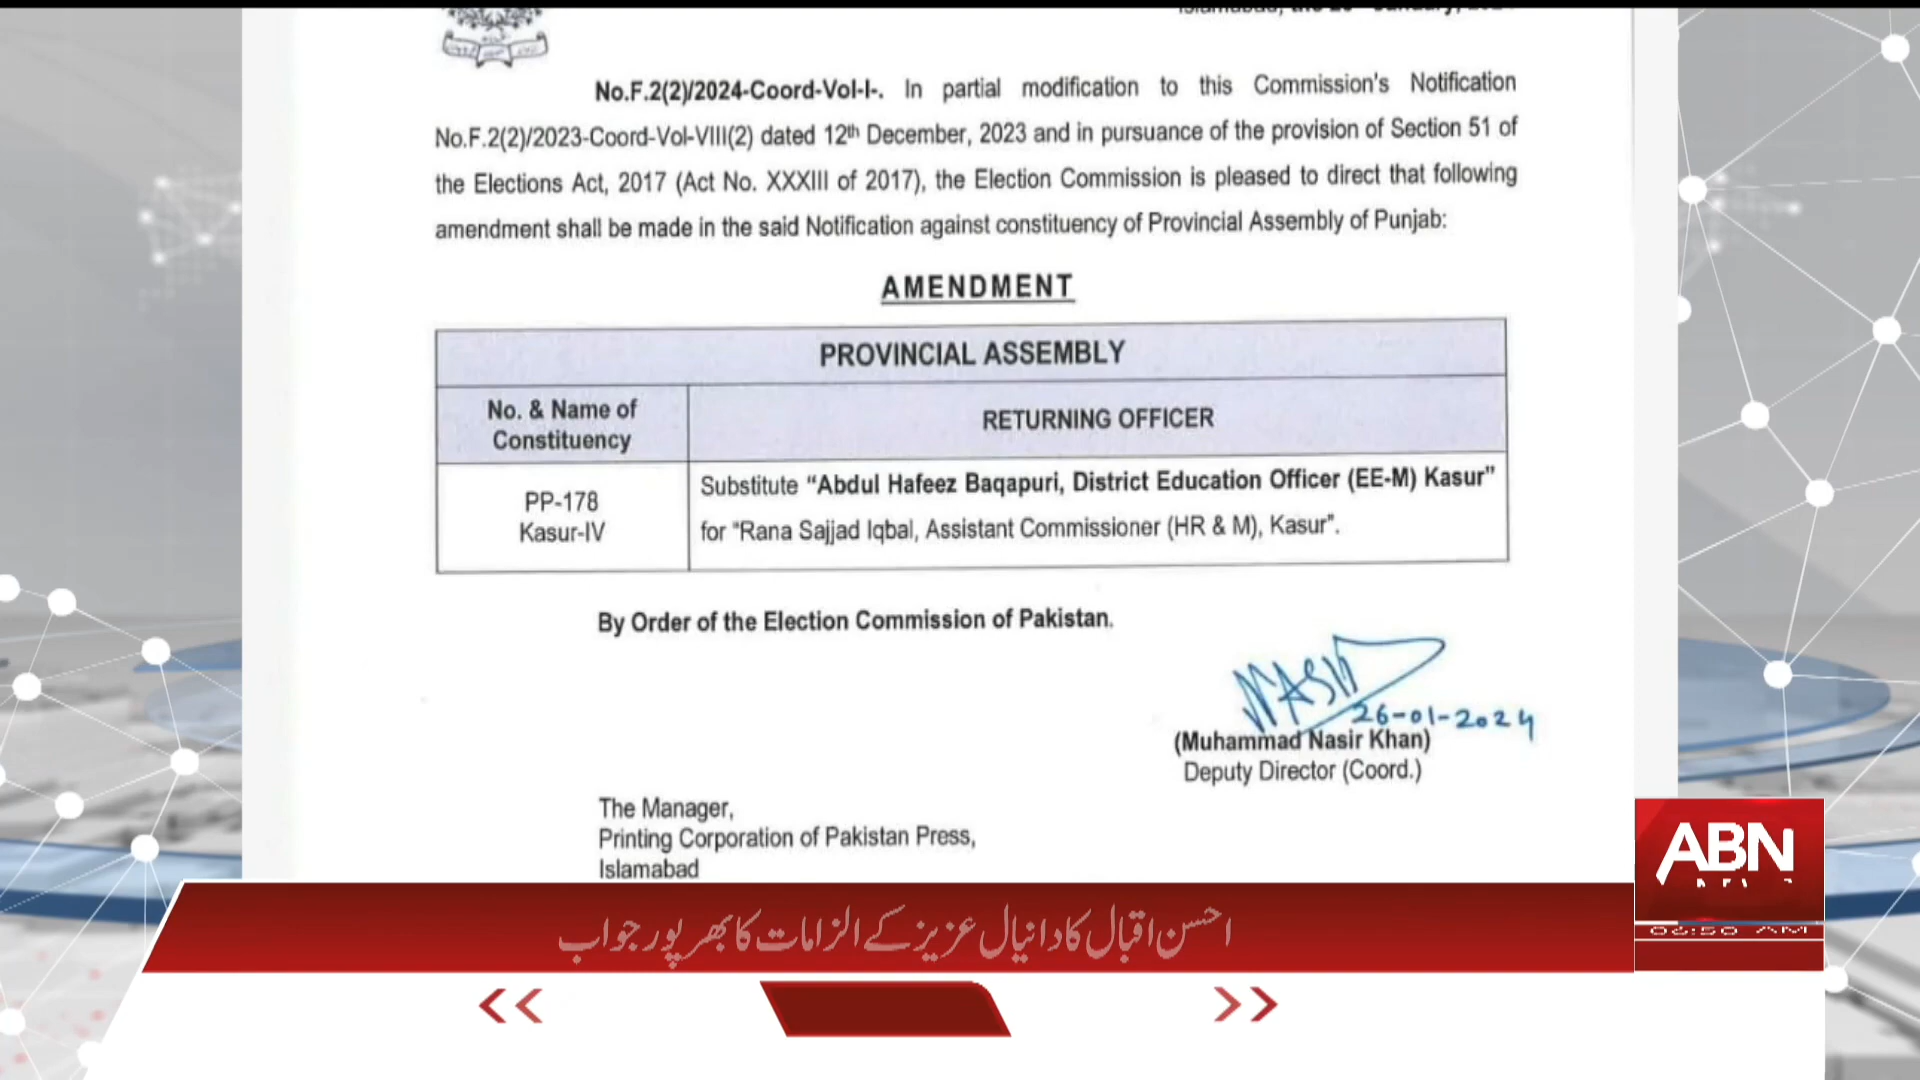 No.F.2(2)/2024-Coord-Vol-I-. In partial modification to this Commission's Notification
No.F.2(2)/2023-Coord-Vol-VIII(2) dated 12th December, 2023 and in pursuance of the provision of Section 51 of
the Elections Act, 2017 (Act No. XXXIII of 2017), the Election Commission is pleased to direct that following
amendment shall be made in the said Notification against constituency of Provincial Assembly of Punjab:
AMENDMENT
PROVINCIAL ASSEMBLY
No. & Name of
Constituency
RETURNING OFFICER
PP-178
Kasur-IV
Substitute “Abdul Hafeez Baqapuri, District Education Officer (EE-M) Kasur”
for “Rana Sajjad Iqbal, Assistant Commissioner (HR & M), Kasur”.
By Order of the Election Commission of Pakistan.
NASIR
26-01-2024
(Muhammad Nasir Khan)
Deputy Director (Coord.)
The Manager,
Printing Corporation of Pakistan Press,
Islamabad
ABN
06:50 AM
احسن اقبال کا دانیال عزیز کے الزامات کا بھرپور جواب